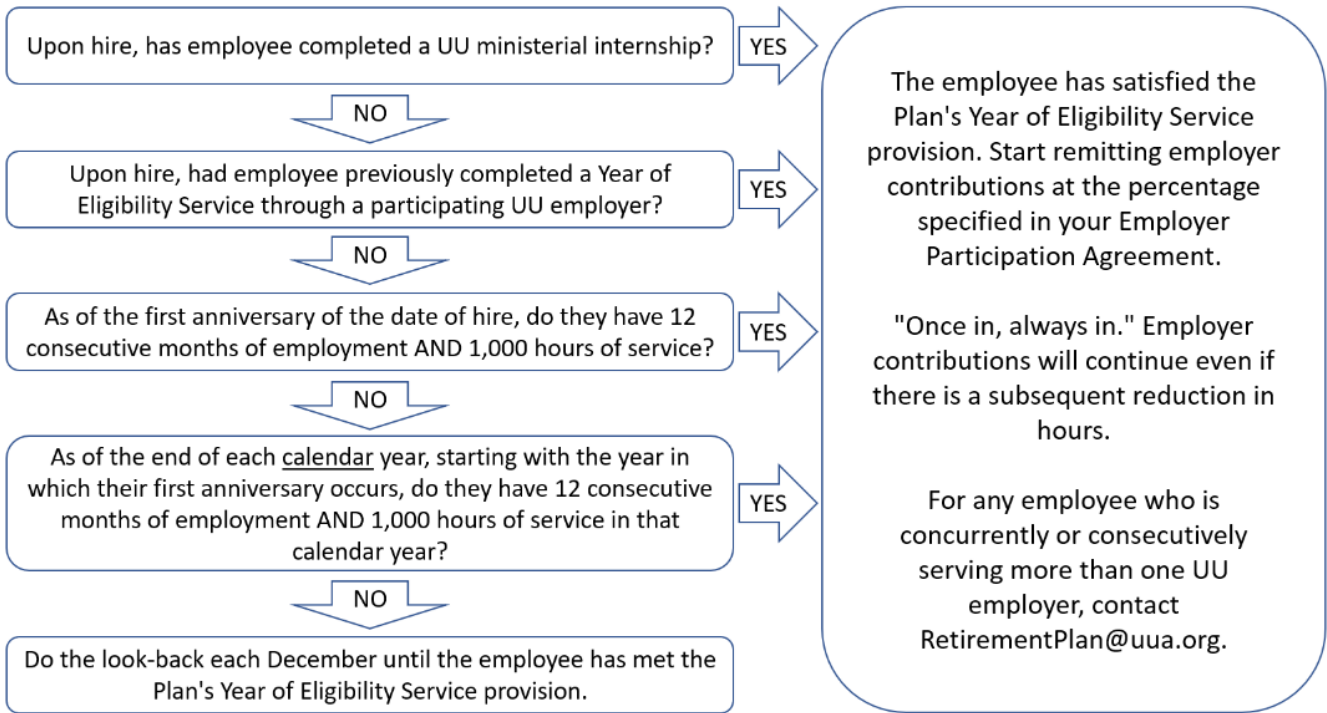 Upon hire, has employee completed a UU ministerial internship?
YES
NO
Upon hire, had employee previously completed a Year of
Eligibility Service through a participating UU employer?
YES
NO
As of the first anniversary of the date of hire, do they have 12
consecutive months of employment AND 1,000 hours of service?
YES
NO
As of the end of each calendar year, starting with the year in
which their first anniversary occurs, do they have 12 consecutive
months of employment AND 1,000 hours of service in that
calendar year?
YES
NO
Do the look-back each December until the employee has met the
Plan's Year of Eligibility Service provision.
The employee has satisfied the
Plan's Year of Eligibility Service
provision. Start remitting employer
contributions at the percentage
specified in your Employer
Participation Agreement.
"Once in, always in." Employer
contributions will continue even if
there is a subsequent reduction in
hours.
For any employee who is
concurrently or consecutively
serving more than one UU
employer, contact
RetirementPlan@uua.org.